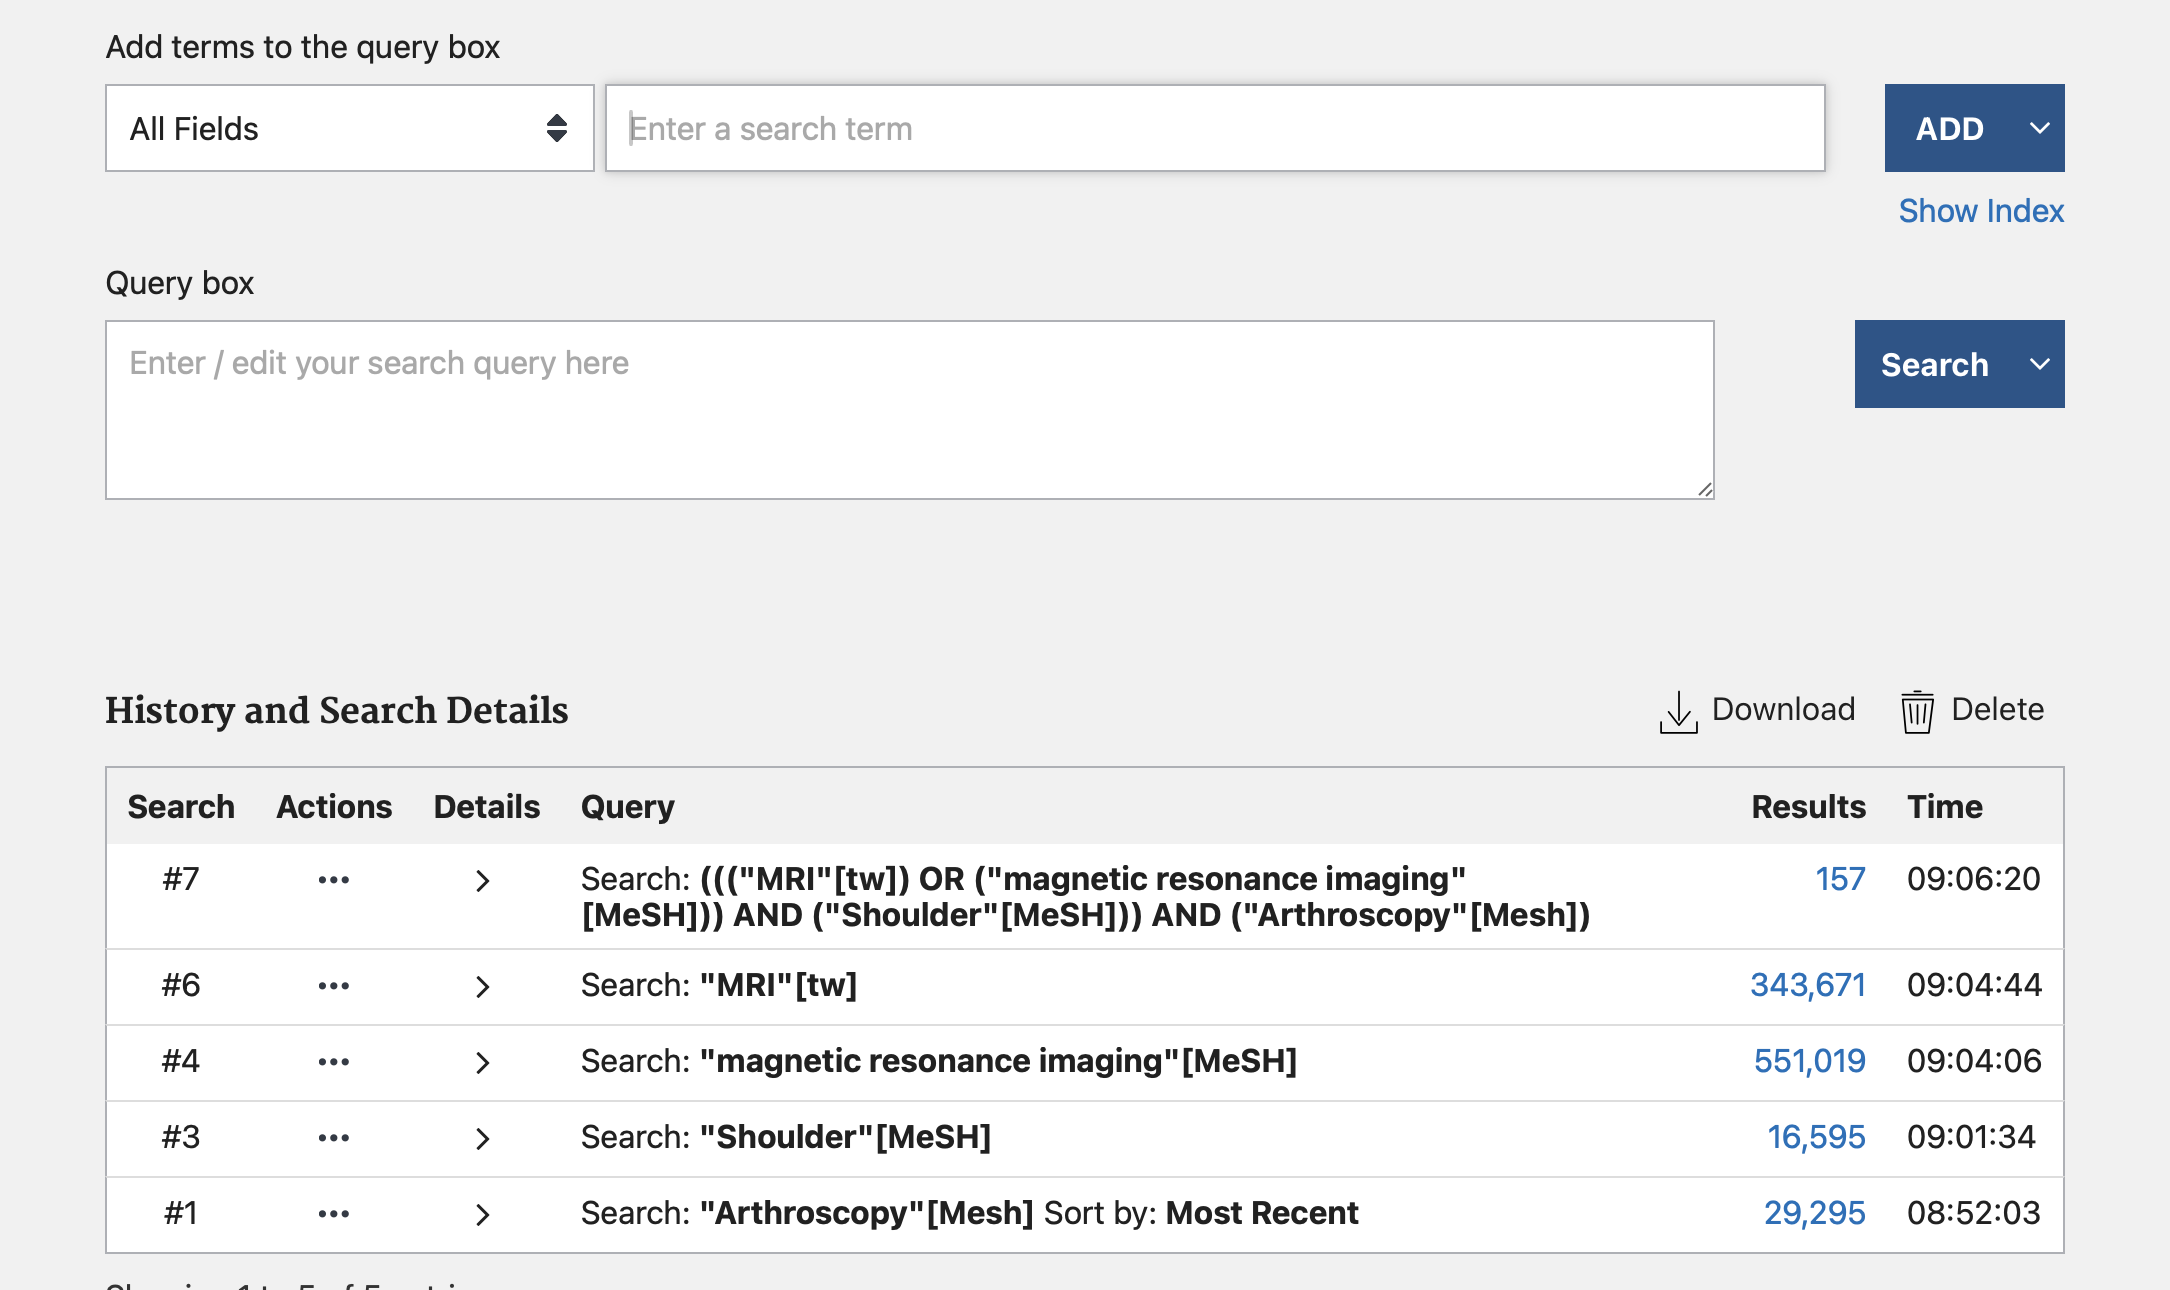 Add terms to the query box
All Fields
Enter a search term
ADD
Show Index
Query box
Enter / edit your search query here
Search
History and Search Details
Download
Delete
Search Actions Details Query Results Time
#7 ... > Search: ((("MRI"[tw]) OR ("magnetic resonance imaging" 157 09:06:20
[MeSH])) AND ("Shoulder"[MeSH])) AND ("Arthroscopy"[Mesh])
#6 ... > Search: "MRI"[tw] 343,671 09:04:44
#4 ... > Search: "magnetic resonance imaging"[MeSH] 551,019 09:04:06
#3 ... > Search: "Shoulder"[MeSH] 16,595 09:01:34
#1 ... > Search: "Arthroscopy"[Mesh] Sort by: Most Recent 29,295 08:52:03